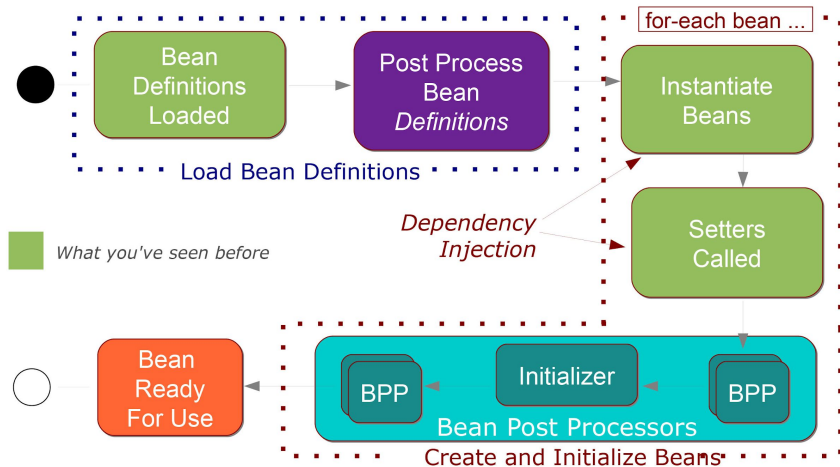 for-each bean ...
Bean
Definitions
Loaded
Post Process
Bean
Definitions
Instantiate
Beans
Load Bean Definitions
Dependency
Injection
Setters
Called
What you've seen before
Bean
Ready
For Use
BPP
Initializer
BPP
Bean Post Processors
Create and Initialize Beans